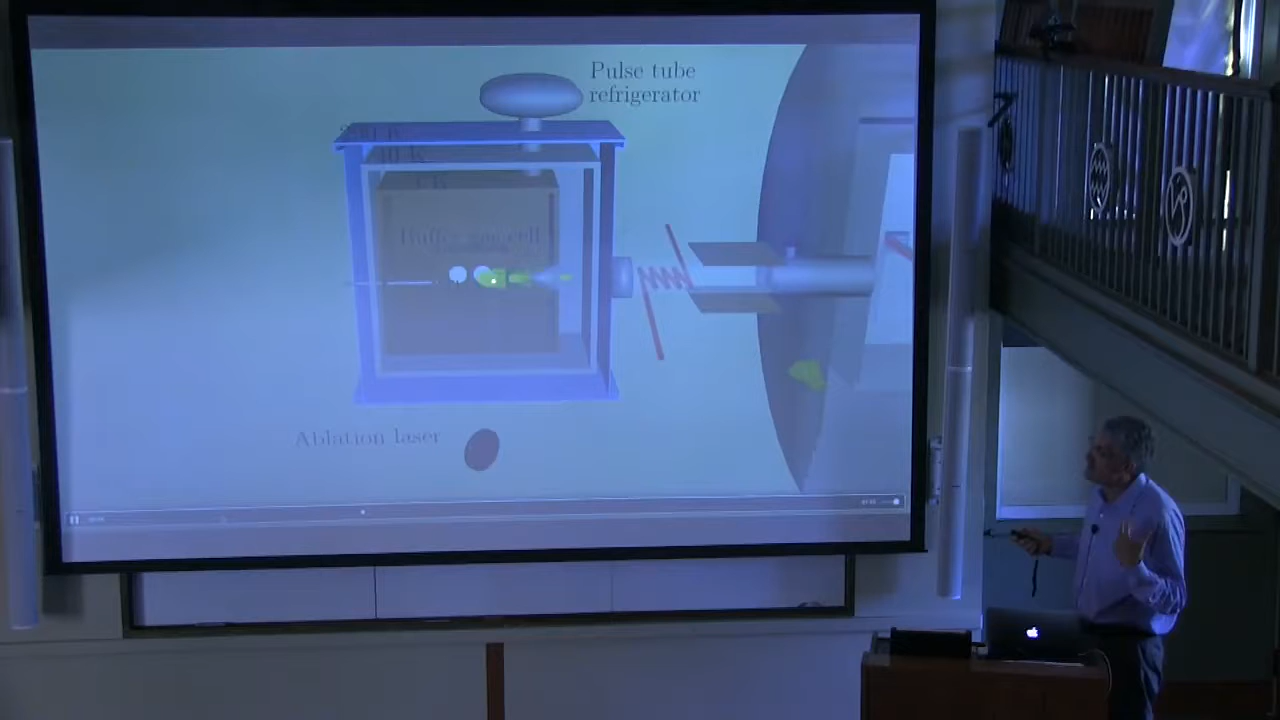 Pulse tube
refrigerator
Buffer gas cell
Ablation laser